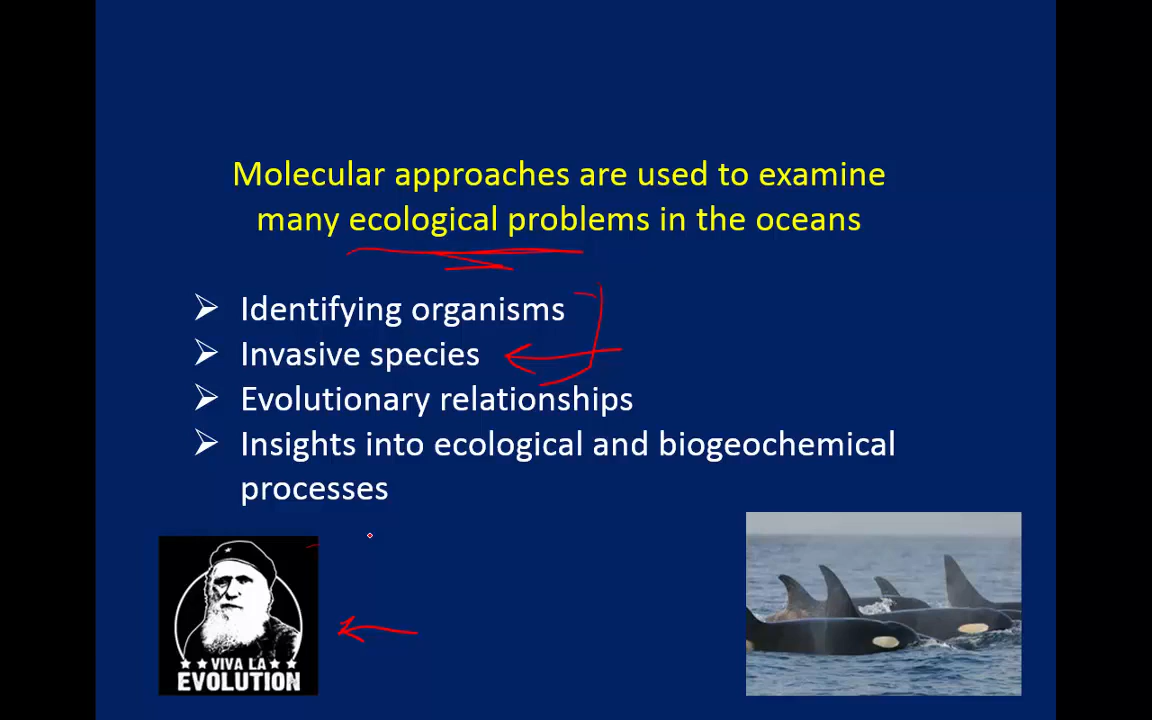 Molecular approaches are used to examine
many ecological problems in the oceans
➢ Identifying organisms
➢ Invasive species
➢ Evolutionary relationships
➢ Insights into ecological and biogeochemical
processes
★★ VIVA LA ★★
EVOLUTION